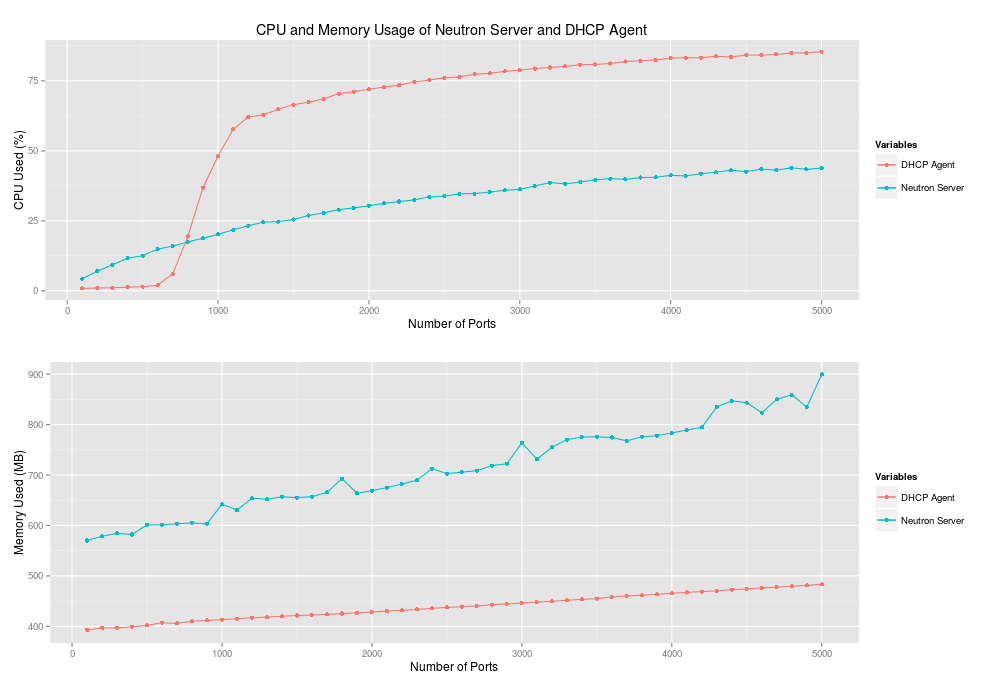 CPU and Memory Usage of Neutron Server and DHCP Agent
CPU Used (%)
75
50
25
0
0 1000 2000 3000 4000 5000
Number of Ports
Variables
DHCP Agent
Neutron Server
Memory Used (MB)
900
800
700
600
500
400
0 1000 2000 3000 4000 5000
Number of Ports
Variables
DHCP Agent
Neutron Server